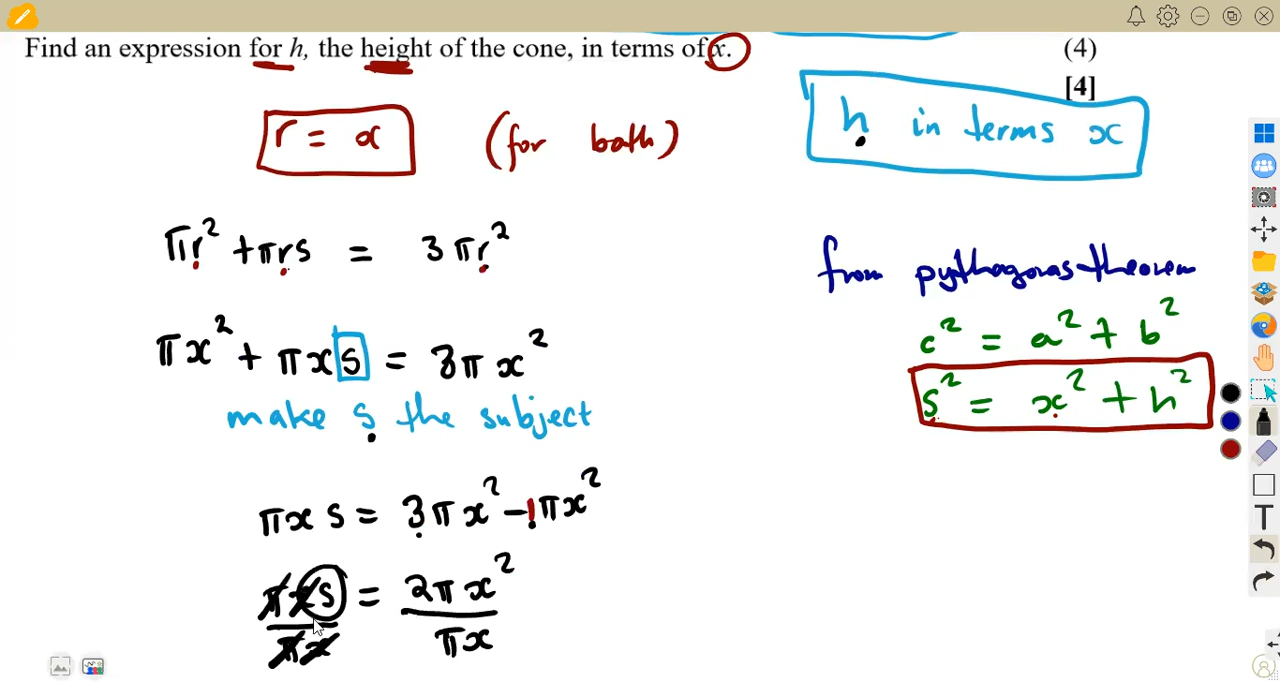 Find an expression for h, the height of the cone, in terms of x.
(4)
[4]
r = x (for both)
h in terms x
πr² + πrs = 3πr²
from pythagoras theorem
c² = a² + b²
πx² + πxs = 3πx²
s² = x² + h²
make s the subject
πx s = 3πx² - 1πx²
πxs = 2πx²
πx πx
T